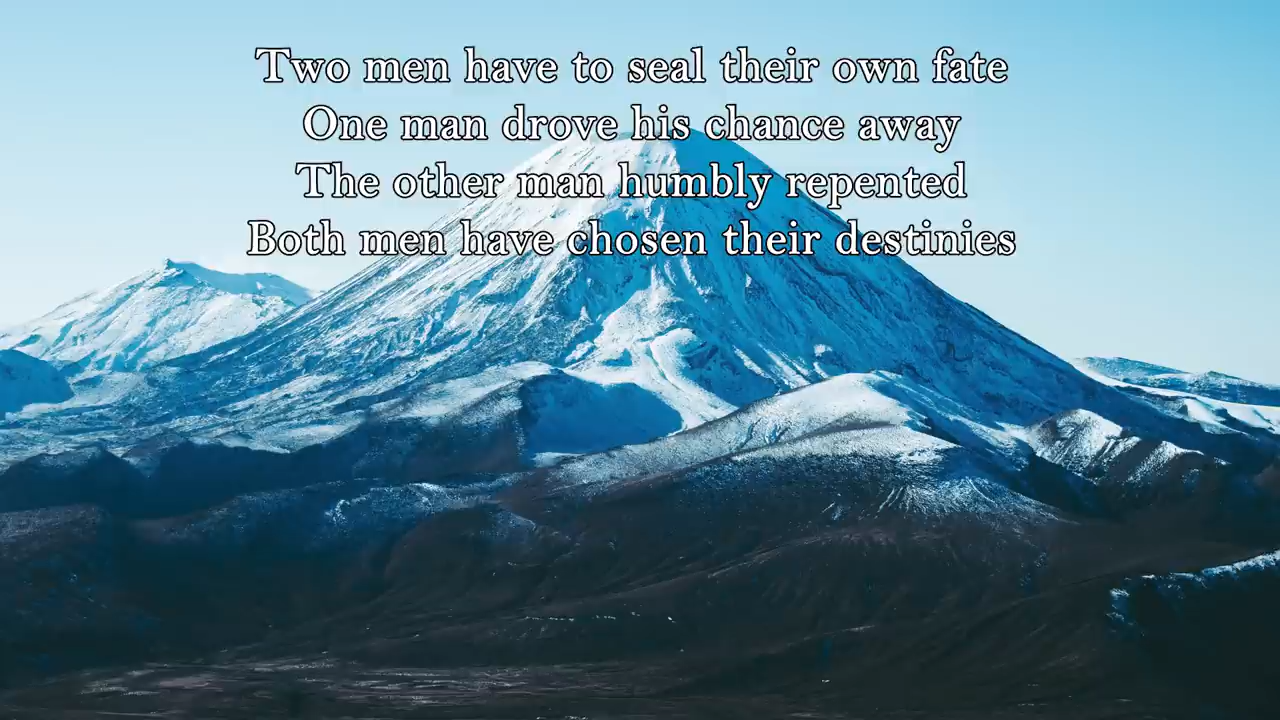 Two men have to seal their own fate
One man drove his chance away
The other man humbly repented
Both men have chosen their destinies